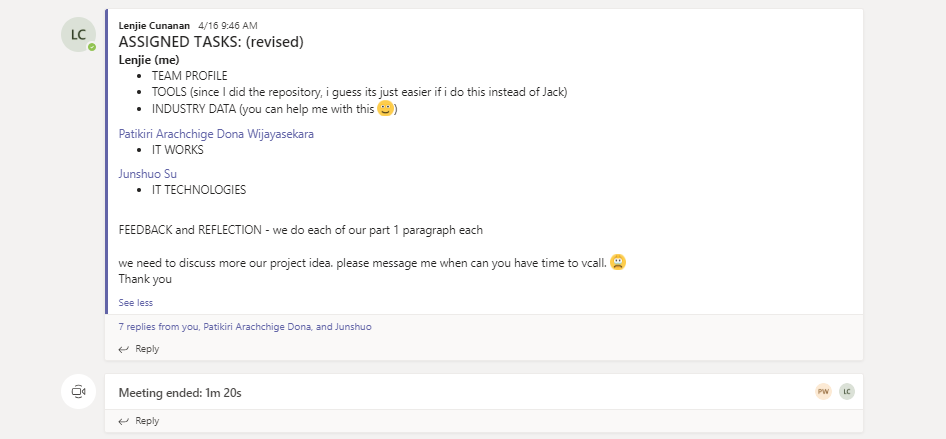 LC
Lenjie Cunanan 4/16 9:46 AM
ASSIGNED TASKS: (revised)
Lenjie (me)
• TEAM PROFILE
• TOOLS (since I did the repository, i guess its just easier if i do this instead of Jack)
• INDUSTRY DATA (you can help me with this 🙂)
Patikiri Arachchige Dona Wijayasekara
• IT WORKS
Junshuo Su
• IT TECHNOLOGIES
FEEDBACK and REFLECTION - we do each of our part 1 paragraph each
we need to discuss more our project idea. please message me when can you have time to vcall. 🙁
Thank you
See less
7 replies from you, Patikiri Arachchige Dona, and Junshuo
Reply
Meeting ended: 1m 20s
PW LC
Reply